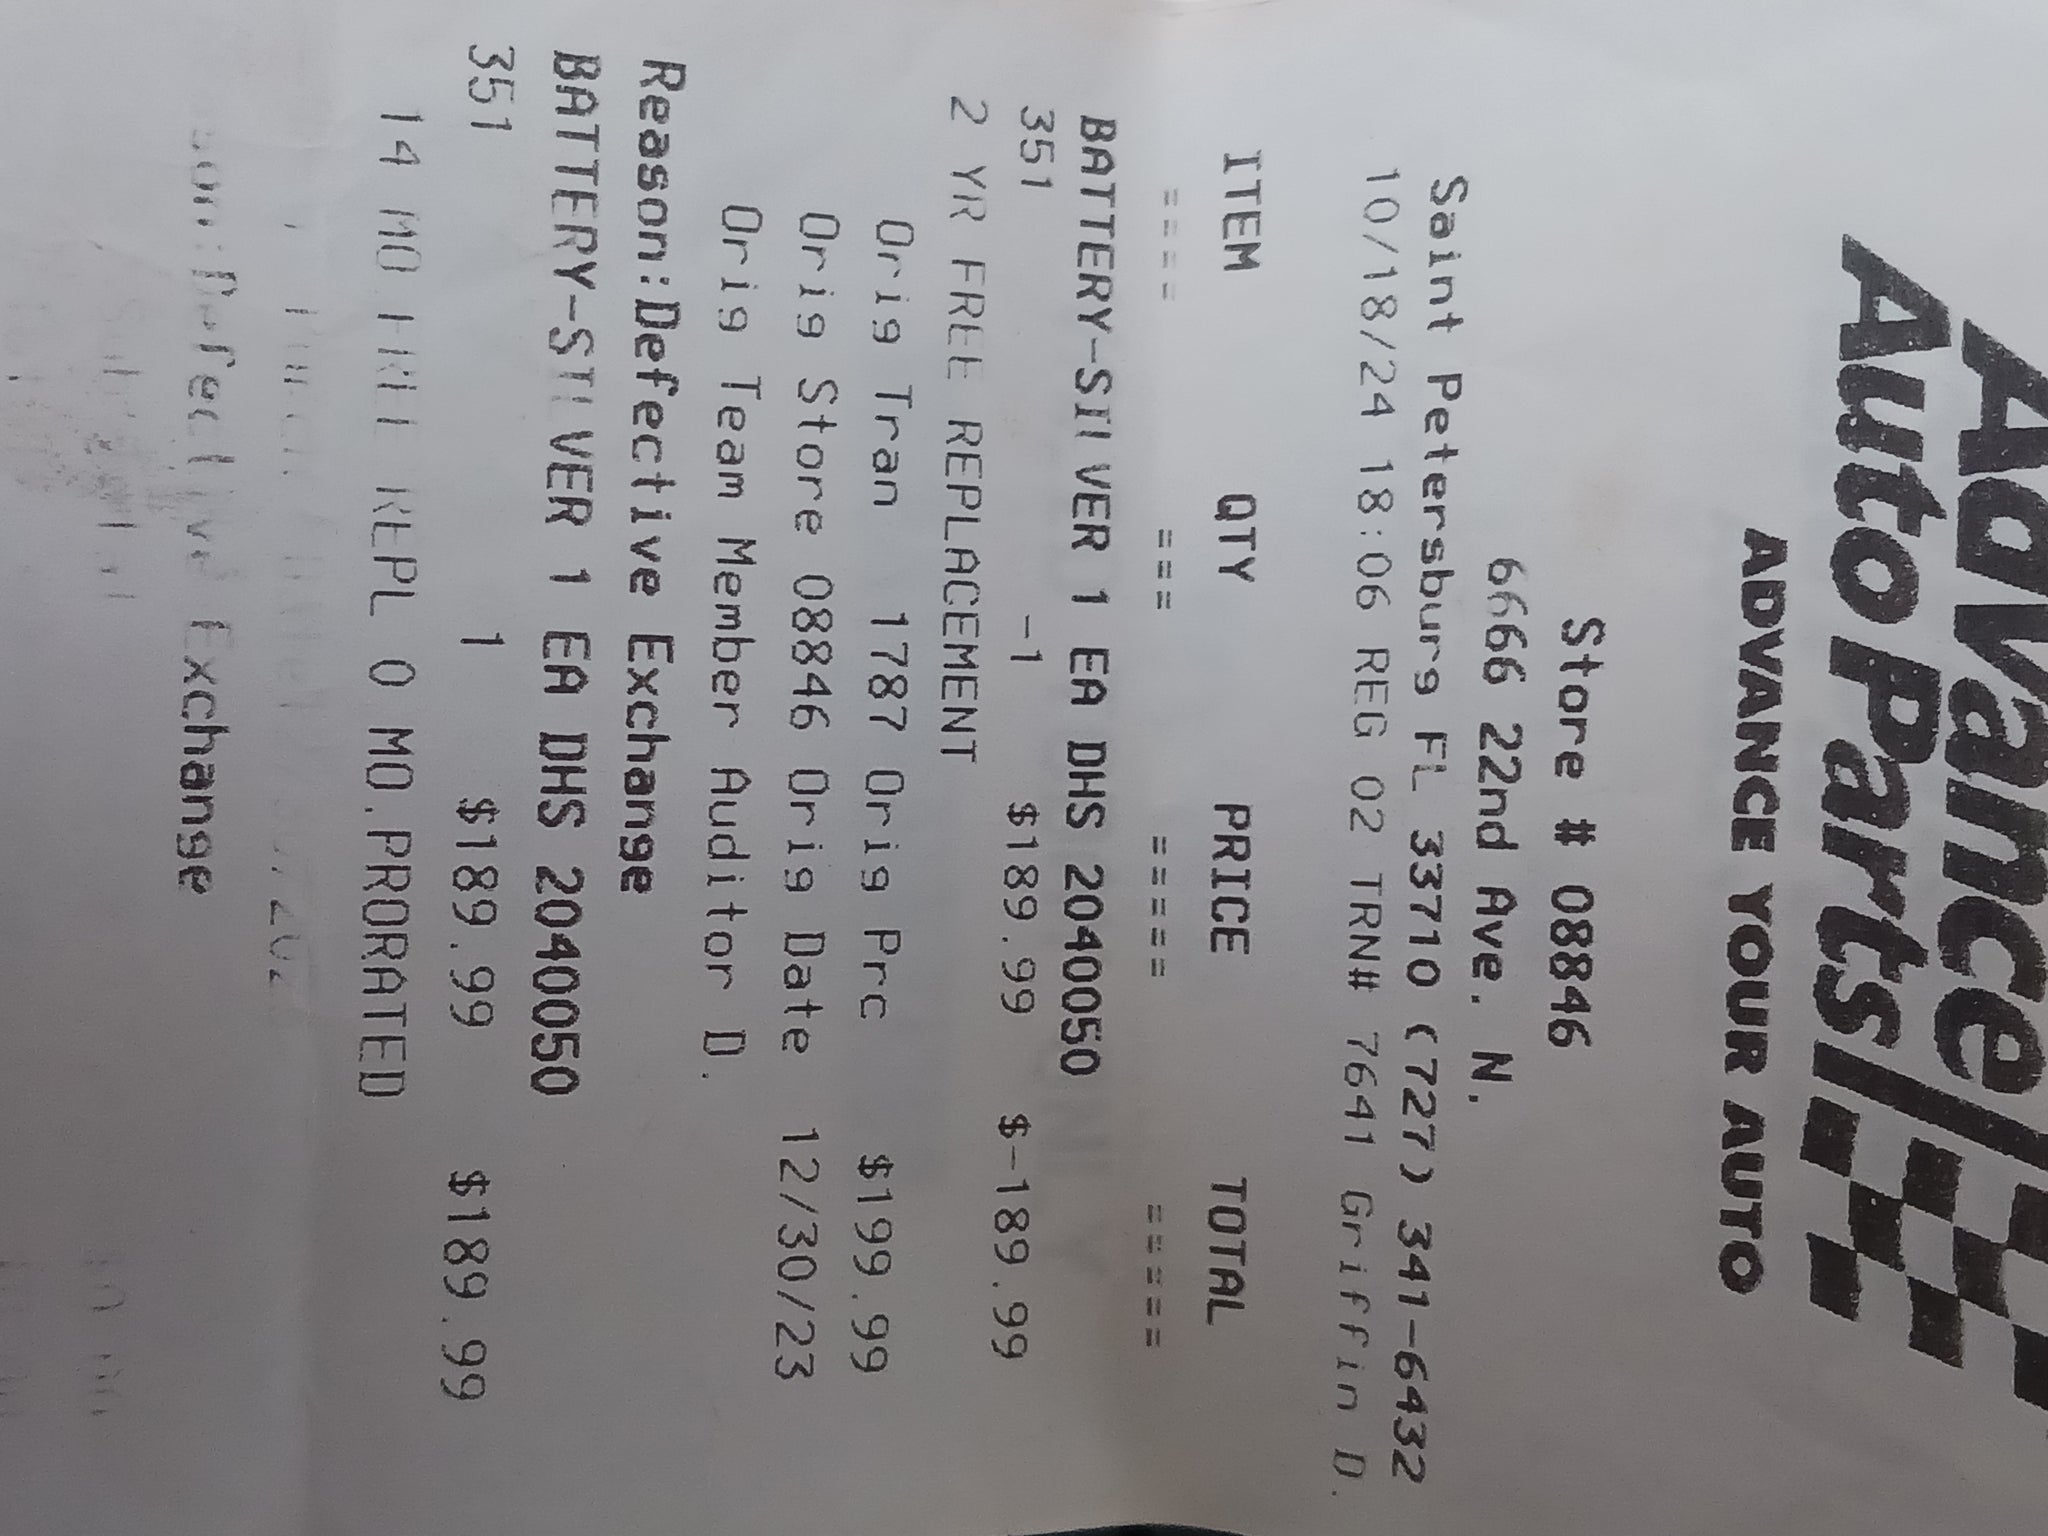 Advance
Auto Parts
ADVANCE YOUR AUTO
Store # 08846
6666 22nd Ave. N.
Saint Petersburg FL 33710 (727) 341-6432
10/18/24 18:06 REG 02 TRN# 7641 Griffin D.
ITEM QTY PRICE TOTAL
==== === ===== =====
BATTERY-SILVER 1 EA DHS 2040050
351 -1 $189.99 $-189.99
2 YR FREE REPLACEMENT
Orig Tran 1787 Orig Prc $199.99
Orig Store 08846 Orig Date 12/30/23
Orig Team Member Auditor D.
Reason:Defective Exchange
BATTERY-SILVER 1 EA DHS 2040050
351 1 $189.99 $189.99
14 MO FREE REPL 0 MO.PRORATED
Defective Exchange